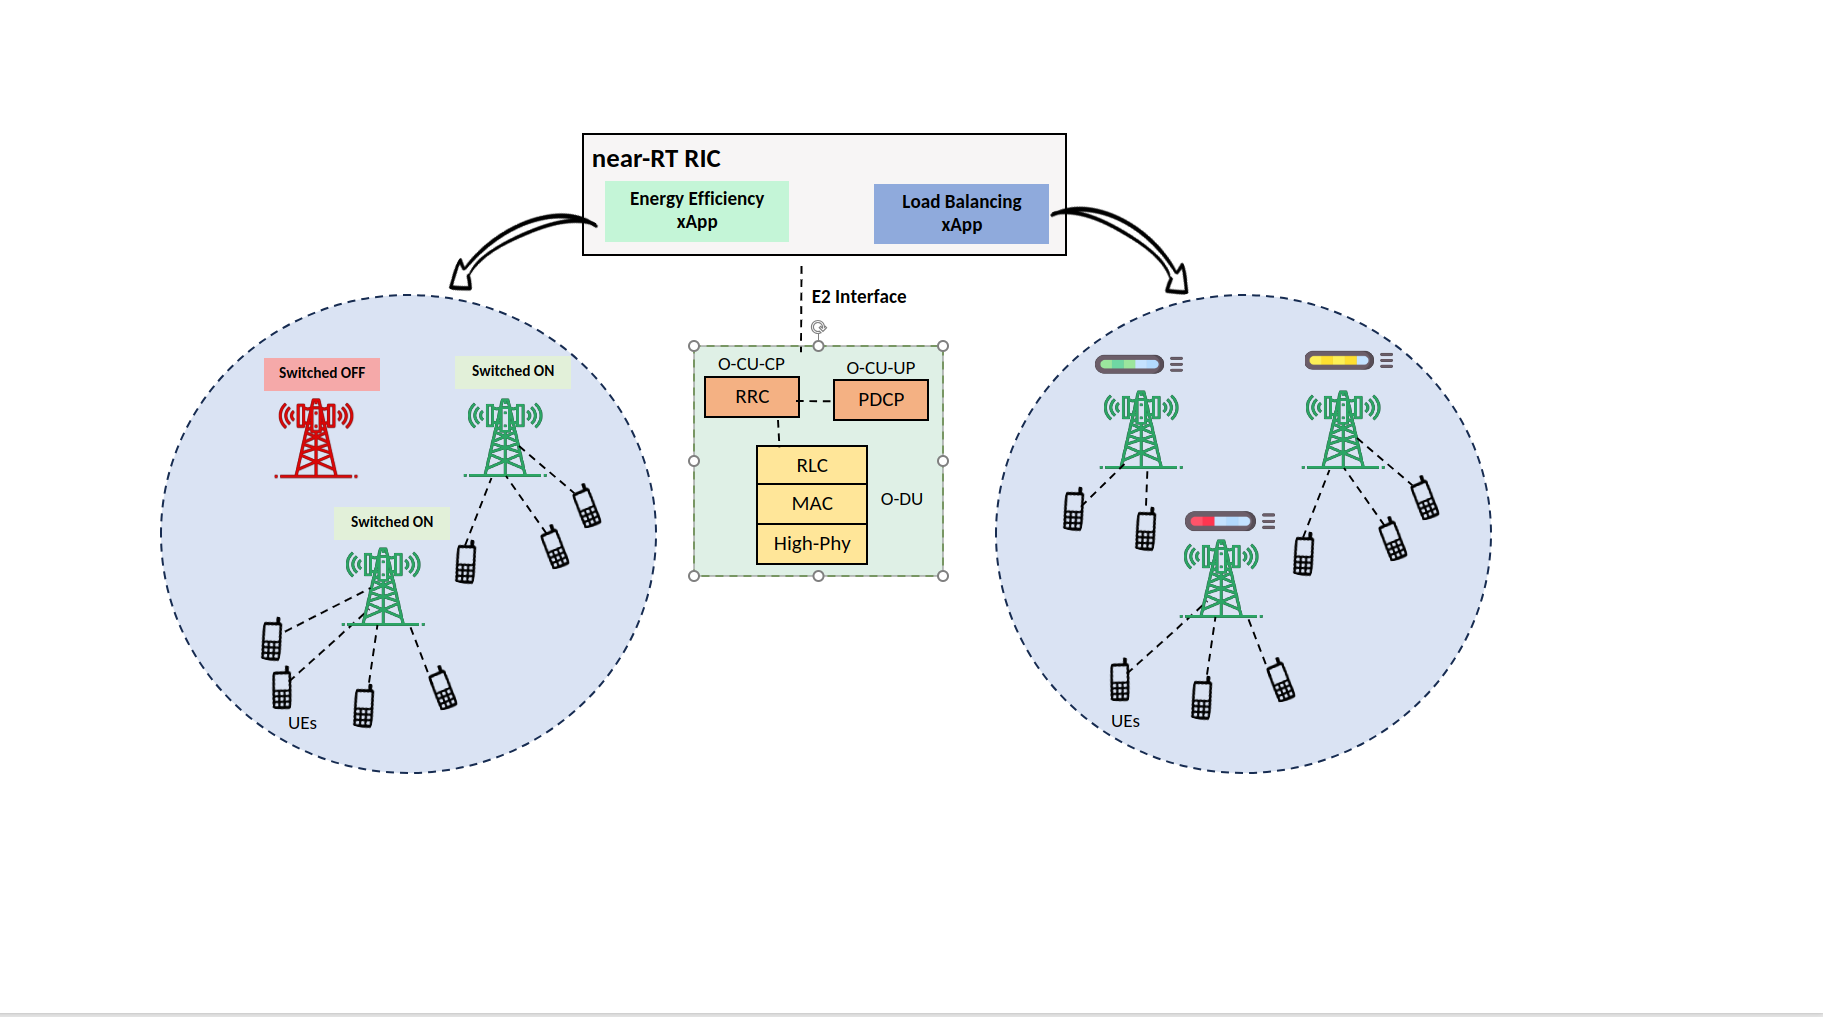 near-RT RIC
Energy Efficiency
xApp
Load Balancing
xApp
E2 Interface
Switched OFF
Switched ON
Switched ON
UEs
O-CU-CP
O-CU-UP
RRC
PDCP
RLC
MAC
O-DU
High-Phy
UEs